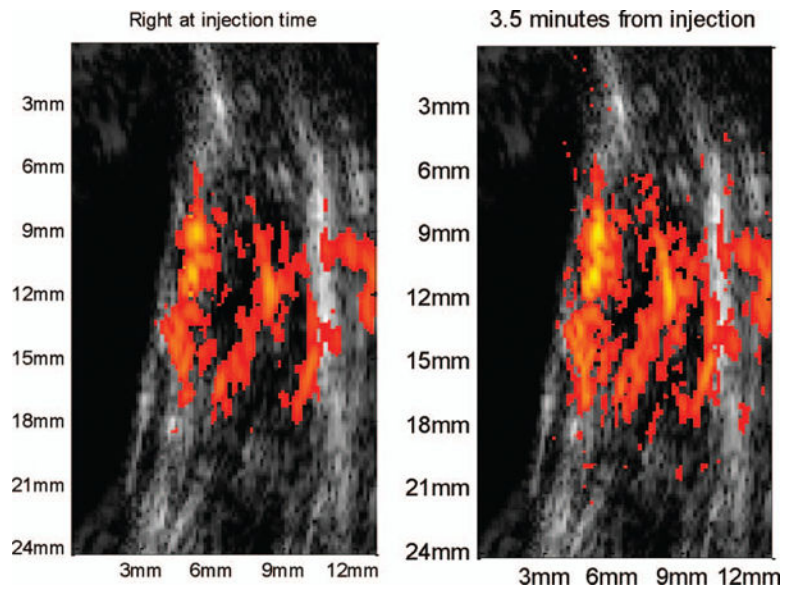 Right at injection time
3mm
6mm
9mm
12mm
15mm
18mm
21mm
24mm
3mm 6mm 9mm 12mm
3.5 minutes from injection
3mm
6mm
9mm
12mm
15mm
18mm
21mm
24mm
3mm 6mm 9mm 12mm